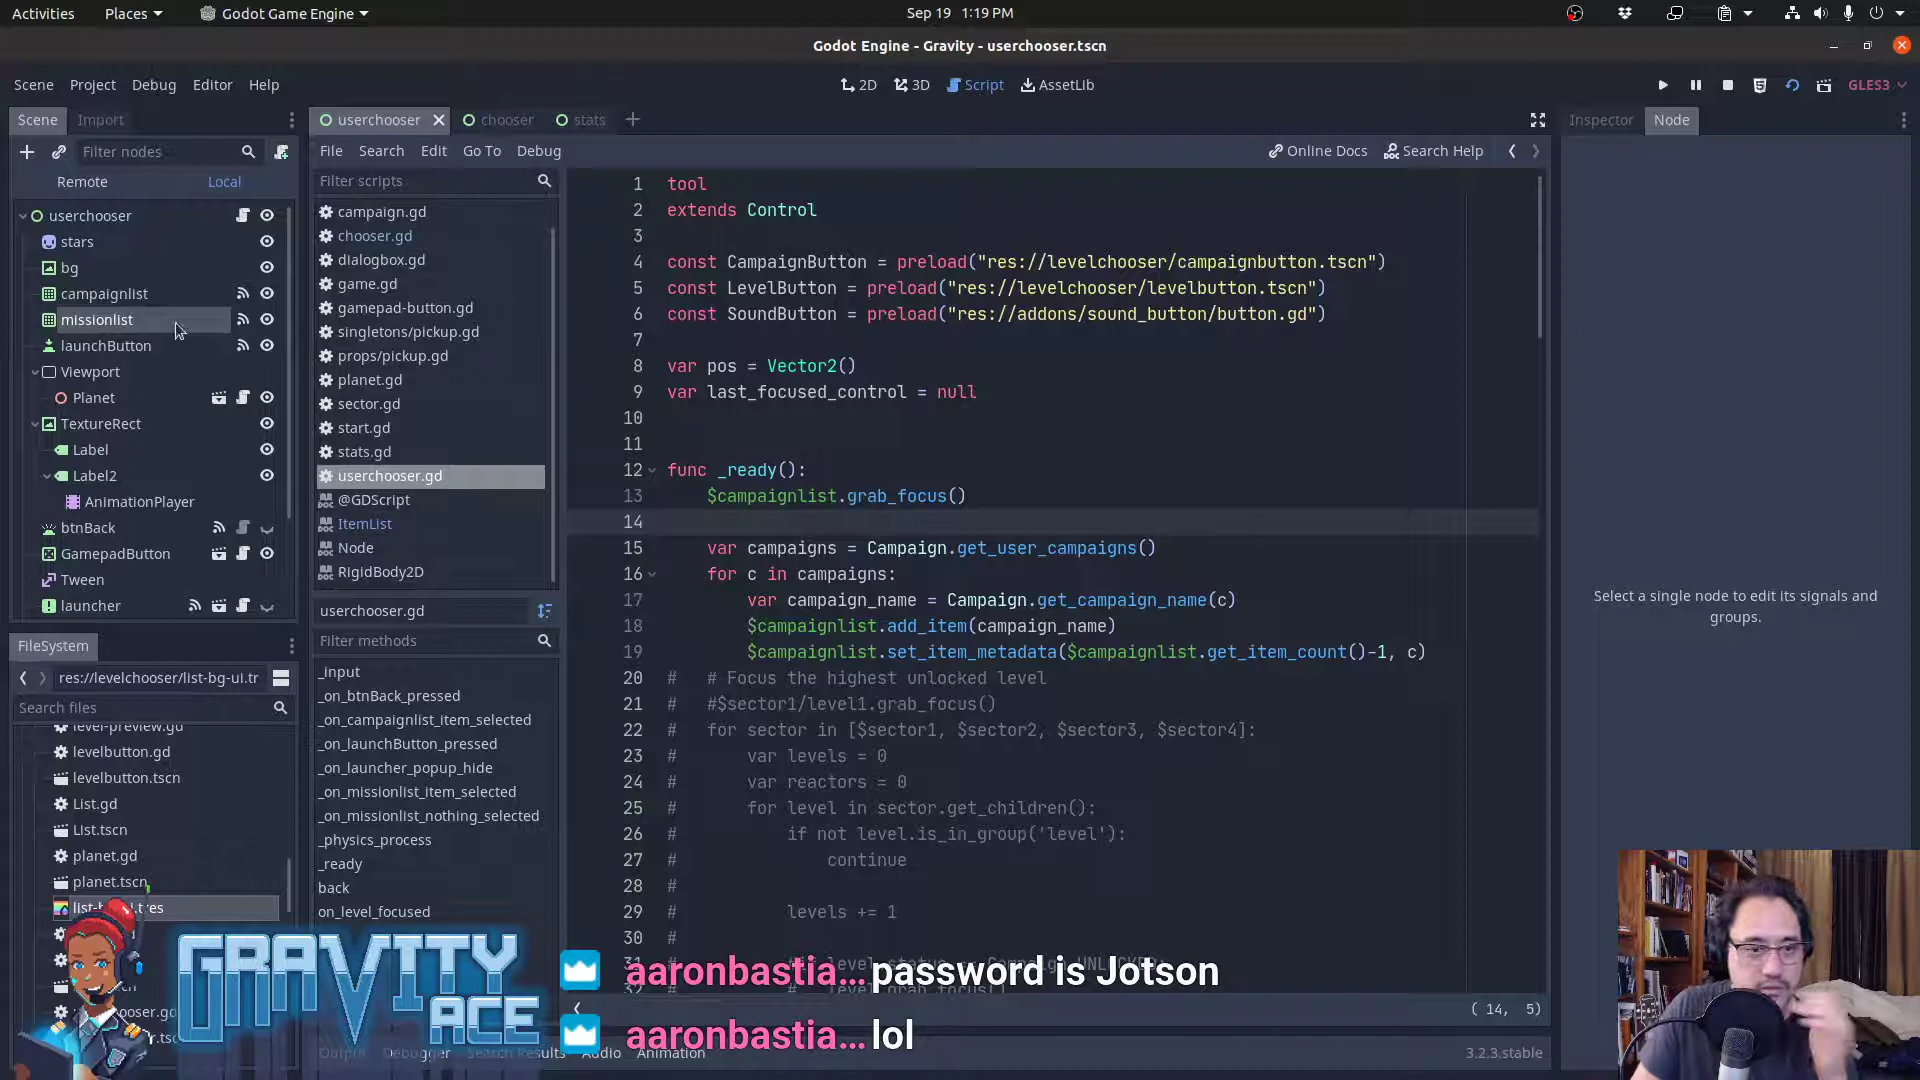 Activities Places Godot Game Engine Sep 19 1:19 PM
Godot Engine - Gravity - userchooser.tscn
Scene Project Debug Editor Help 2D 3D Script AssetLib GLES3
Scene Import
userchooser chooser stats
Inspector Node
Filter nodes
File Search Edit Go To Debug Online Docs Search Help
Remote Local
userchooser
stars
bg
campaignlist
missionlist
launchButton
Viewport
Planet
TextureRect
Label
Label2
AnimationPlayer
btnBack
GamepadButton
Tween
launcher
Filter scripts
campaign.gd
chooser.gd
dialogbox.gd
game.gd
gamepad-button.gd
singletons/pickup.gd
props/pickup.gd
planet.gd
sector.gd
start.gd
stats.gd
userchooser.gd
@GDScript
ItemList
Node
RigidBody2D
userchooser.gd
Filter methods
_input
_on_btnBack_pressed
_on_campaignlist_item_selected
_on_launchButton_pressed
_on_launcher_popup_hide
_on_missionlist_item_selected
_on_missionlist_nothing_selected
_physics_process
_ready
back
on_level_focused
FileSystem
res://levelchooser/list-bg-ui.tr
Search files
level-preview.gd
levelbutton.gd
levelbutton.tscn
List.gd
List.tscn
planet.gd
planet.tscn
1 tool
2 extends Control
3
4 const CampaignButton = preload("res://levelchooser/campaignbutton.tscn")
5 const LevelButton = preload("res://levelchooser/levelbutton.tscn")
6 const SoundButton = preload("res://addons/sound_button/button.gd")
7
8 var pos = Vector2()
9 var last_focused_control = null
10
11
12 func _ready():
13 $campaignlist.grab_focus()
14
15 var campaigns = Campaign.get_user_campaigns()
16 for c in campaigns:
17 var campaign_name = Campaign.get_campaign_name(c)
18 $campaignlist.add_item(campaign_name)
19 $campaignlist.set_item_metadata($campaignlist.get_item_count()-1, c)
20 # # Focus the highest unlocked level
21 # #$sector1/level1.grab_focus()
22 # for sector in [$sector1, $sector2, $sector3, $sector4]:
23 # var levels = 0
24 # var reactors = 0
25 # for level in sector.get_children():
26 # if not level.is_in_group('level'):
27 # continue
28 #
29 # levels += 1
30 #
Select a single node to edit its signals and
groups.
GRAVITY
ACE
aaronbastia... password is Jotson
aaronbastia... lol
( 14, 5)
Output Debugger Search Results Audio Animation 3.2.3.stable